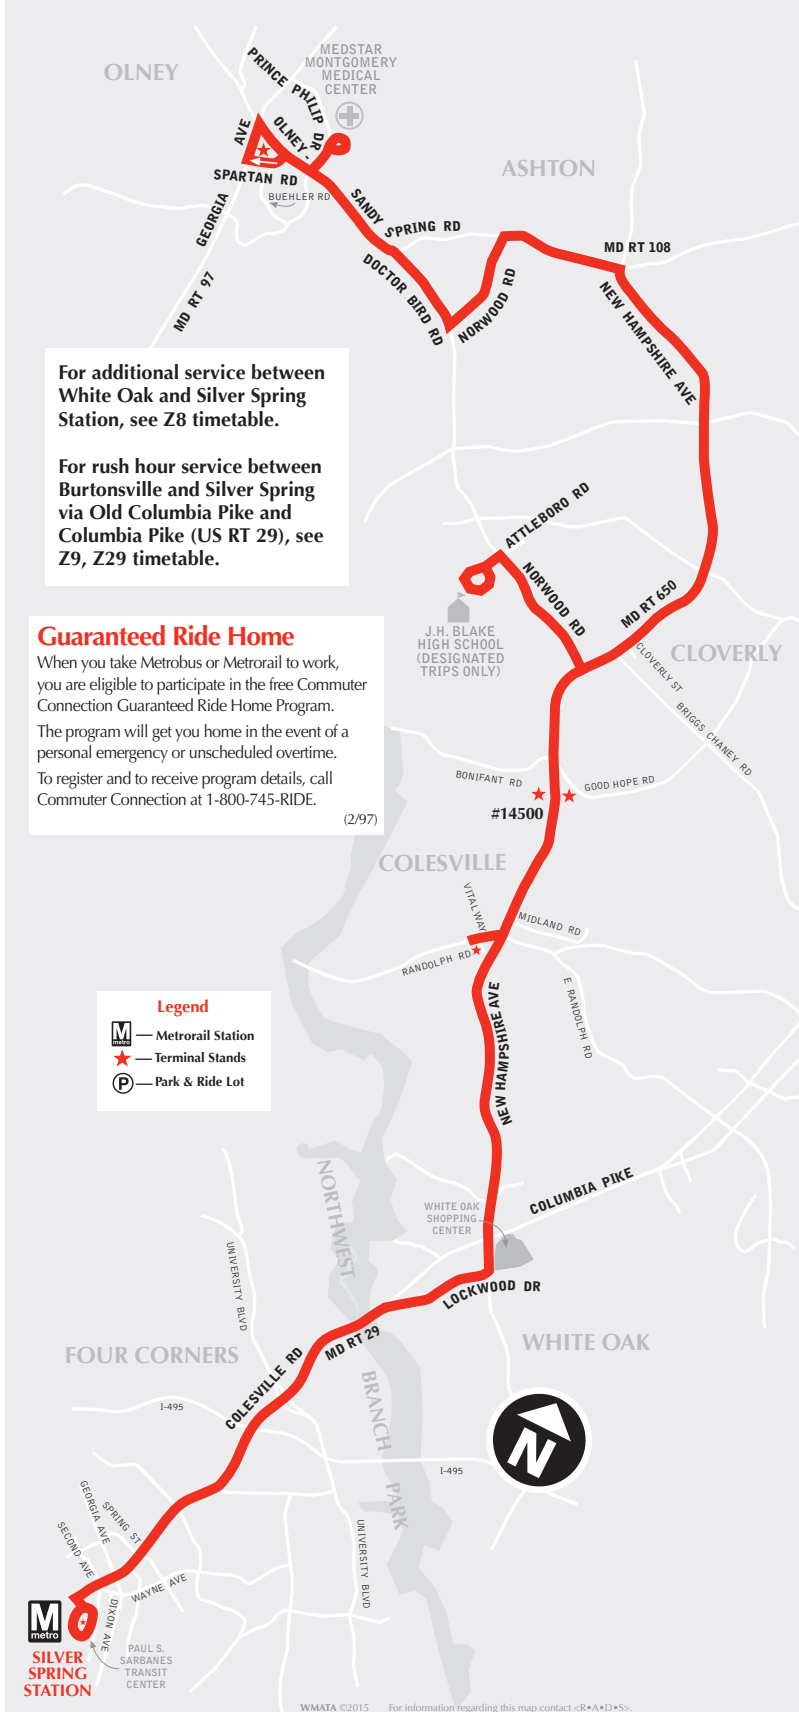 OLNEY
PRINCE PHILIP DR
MEDSTAR
MONTGOMERY
MEDICAL
CENTER
AVE
OLNEY-
SPARTAN RD
BUEHLER RD
GEORGIA
MD RT 97
SANDY
SPRING RD
ASHTON
MD RT 108
DOCTOR BIRD RD
NORWOOD RD
NEW HAMPSHIRE AVE
For additional service between
White Oak and Silver Spring
Station, see Z8 timetable.
For rush hour service between
Burtonsville and Silver Spring
via Old Columbia Pike and
Columbia Pike (US RT 29), see
Z9, Z29 timetable.
ATTLEBORO RD
NORWOOD RD
MD RT 650
J.H. BLAKE
HIGH SCHOOL
(DESIGNATED
TRIPS ONLY)
CLOVERLY ST
CLOVERLY
BRIGGS CHANEY RD
Guaranteed Ride Home
When you take Metrobus or Metrorail to work,
you are eligible to participate in the free Commuter
Connection Guaranteed Ride Home Program.
The program will get you home in the event of a
personal emergency or unscheduled overtime.
To register and to receive program details, call
Commuter Connection at 1-800-745-RIDE.
(2/97)
BONIFANT RD
GOOD HOPE RD
#14500
COLESVILLE
VITAL WAY
MIDLAND RD
RANDOLPH RD
E RANDOLPH RD
NEW HAMPSHIRE AVE
Legend
M
metro
Metrorail Station
Terminal Stands
P
Park & Ride Lot
NORTHWEST
WHITE OAK
SHOPPING
CENTER
COLUMBIA PIKE
UNIVERSITY BLVD
LOCKWOOD DR
MD RT 29
WHITE OAK
FOUR CORNERS
COLESVILLE RD
BRANCH
PARK
I-495
N
I-495
GEORGIA AVE
SPRING ST
SECOND AVE
WAYNE AVE
DIXON AVE
UNIVERSITY BLVD
M
metro
SILVER
SPRING
STATION
PAUL S.
SARBANES
TRANSIT
CENTER
WMATA ©2015 For information regarding this map contact <R•A•D•S>.